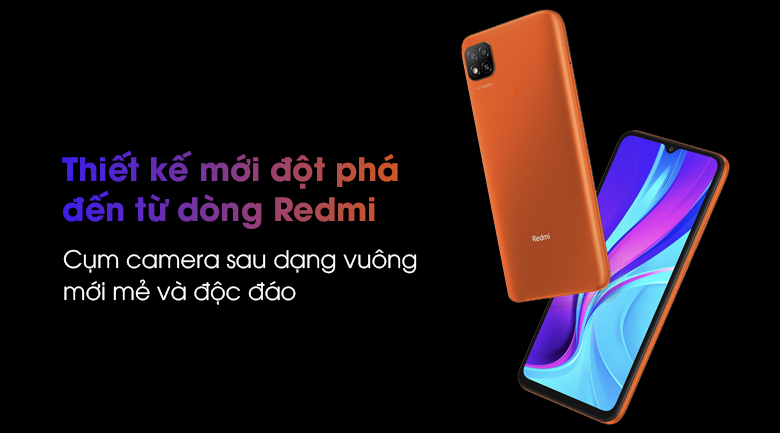 Thiết kế mới đột phá
đến từ dòng Redmi
Cụm camera sau dạng vuông
mới mẻ và độc đáo
Redmi